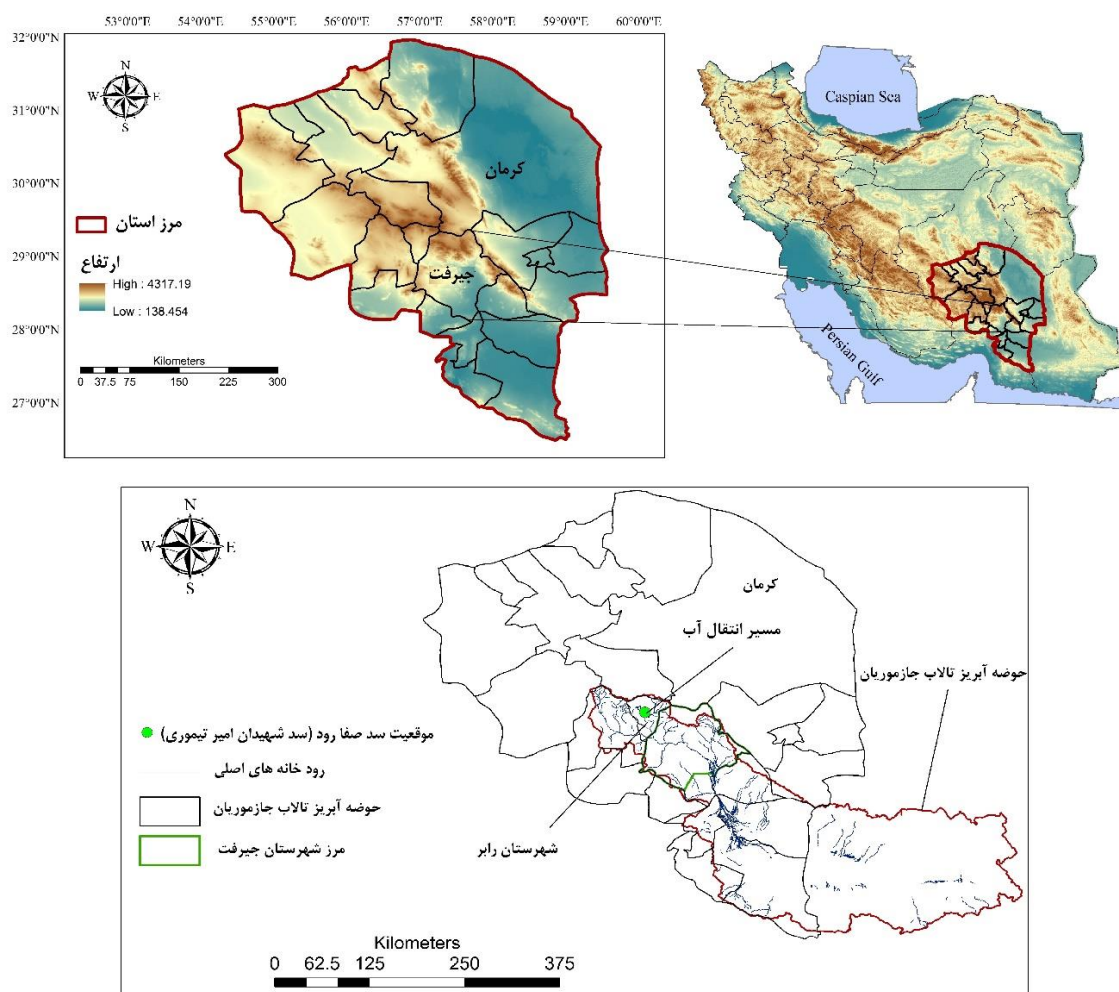 53°0'0"E 54°0'0"E 55°0'0"E 56°0'0"E 57°0'0"E 58°0'0"E 59°0'0"E 60°0'0"E
32°0'0"N
31°0'0"N
30°0'0"N
29°0'0"N
28°0'0"N
27°0'0"N
N
W E
S
کرمان
جیرفت
مرز استان
ارتفاع
High : 4317.19
Low : 138.454
Kilometers
0 37.5 75 150 225 300
Caspian Sea
Persian Gulf
N
W E
S
کرمان
مسیر انتقال آب
حوضه آبریز تالاب جازموریان
موقعیت سد صفا رود (سد شهیدان امیر تیموری)
رود خانه های اصلی
حوضه آبریز تالاب جازموریان
مرز شهرستان جیرفت
شهرستان رابر
Kilometers
0 62.5 125 250 375